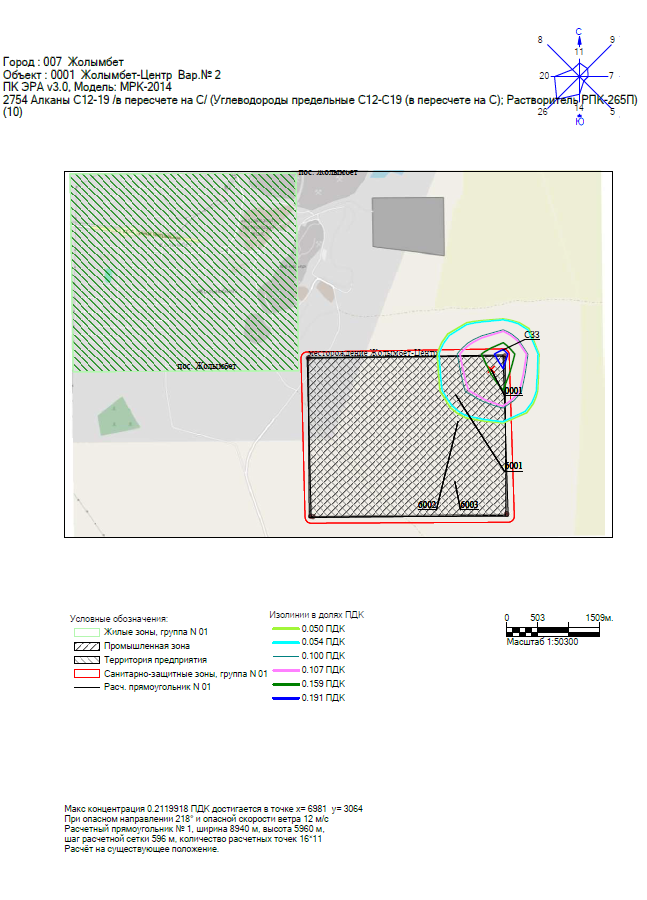 Город : 007 Жолымбет
Объект : 0001 Жолымбет-Центр Вар.№ 2
ПК ЭРА v3.0, Модель: МРК-2014
2754 Алканы C12-19 /в пересчете на C/ (Углеводороды предельные C12-C19 (в пересчете на C); Растворитель РПК-265П)
(10)
С
8
9
11
20
7
26
14
5
Ю
пос. Жолымбет
С33
месторождение Жолымбет-Центр
пос. Жолымбет
0001
6001
6002
6003
Условные обозначения:
Жилые зоны, группа N 01
Промышленная зона
Территория предприятия
Санитарно-защитные зоны, группа N 01
Расч. прямоугольник N 01
Изолинии в долях ПДК
0.050 ПДК
0.054 ПДК
0.100 ПДК
0.107 ПДК
0.159 ПДК
0.191 ПДК
0 503 1509м.
Масштаб 1:50300
Макс концентрация 0.2119918 ПДК достигается в точке x= 6981 y= 3064
При опасном направлении 218° и опасной скорости ветра 12 м/с
Расчетный прямоугольник № 1, ширина 8940 м, высота 5960 м,
шаг расчетной сетки 596 м, количество расчетных точек 16*11
Расчёт на существующее положение.